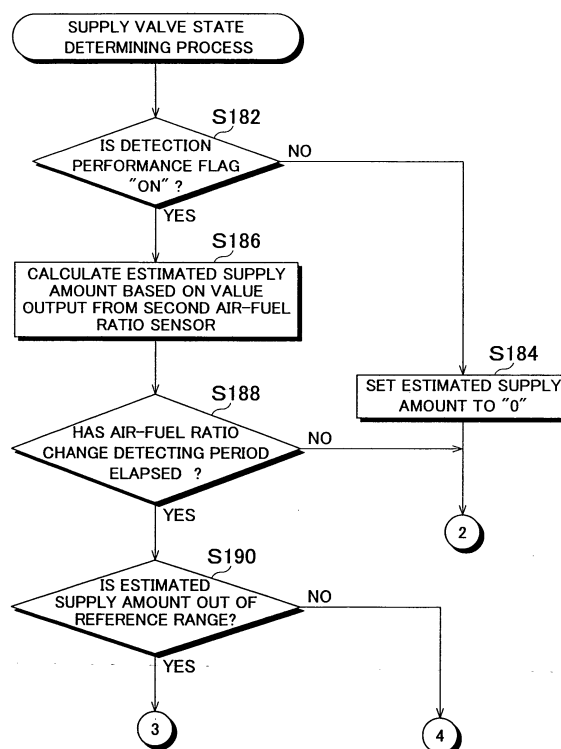 SUPPLY VALVE STATE
DETERMINING PROCESS
S182
IS DETECTION
PERFORMANCE FLAG
"ON" ?
NO
YES
S186
CALCULATE ESTIMATED SUPPLY
AMOUNT BASED ON VALUE
OUTPUT FROM SECOND AIR-FUEL
RATIO SENSOR
S184
SET ESTIMATED SUPPLY
AMOUNT TO "0"
S188
HAS AIR-FUEL RATIO
CHANGE DETECTING PERIOD
ELAPSED ?
NO
YES
2
S190
IS ESTIMATED
SUPPLY AMOUNT OUT OF
REFERENCE RANGE?
NO
YES
3
4